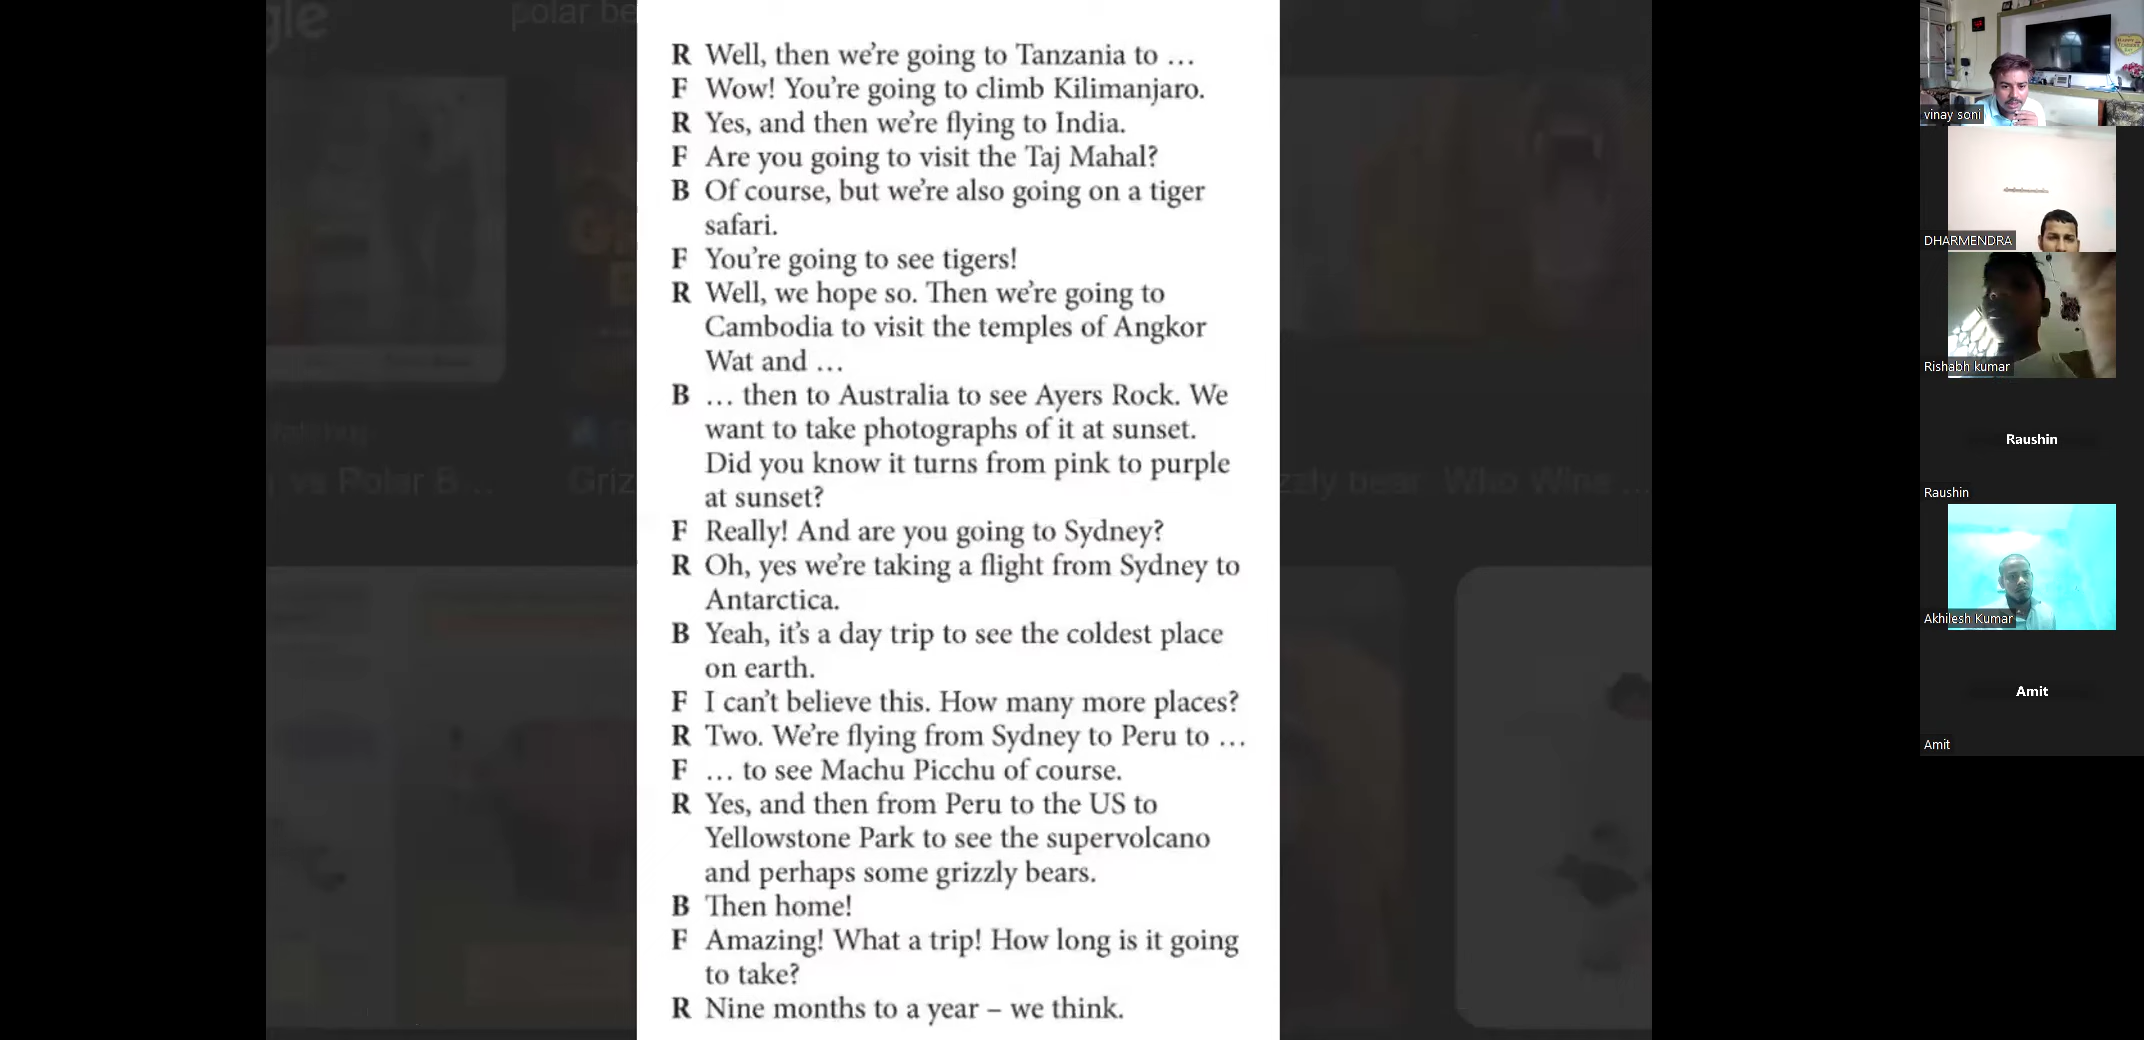 gle
polar be
R Well, then we're going to Tanzania to …
F Wow! You're going to climb Kilimanjaro.
R Yes, and then we're flying to India.
F Are you going to visit the Taj Mahal?
B Of course, but we're also going on a tiger
safari.
F You're going to see tigers!
R Well, we hope so. Then we're going to
Cambodia to visit the temples of Angkor
Wat and …
B … then to Australia to see Ayers Rock. We
want to take photographs of it at sunset.
Did you know it turns from pink to purple
at sunset?
F Really! And are you going to Sydney?
R Oh, yes we're taking a flight from Sydney to
Antarctica.
B Yeah, it's a day trip to see the coldest place
on earth.
F I can't believe this. How many more places?
R Two. We're flying from Sydney to Peru to …
F … to see Machu Picchu of course.
R Yes, and then from Peru to the US to
Yellowstone Park to see the supervolcano
and perhaps some grizzly bears.
B Then home!
F Amazing! What a trip! How long is it going
to take?
R Nine months to a year – we think.
vs Polar B...
Griz
zzly bear Who Wins ...
vinay soni
DHARMENDRA
Rishabh kumar
Raushin
Raushin
Akhilesh Kumar
Amit
Amit